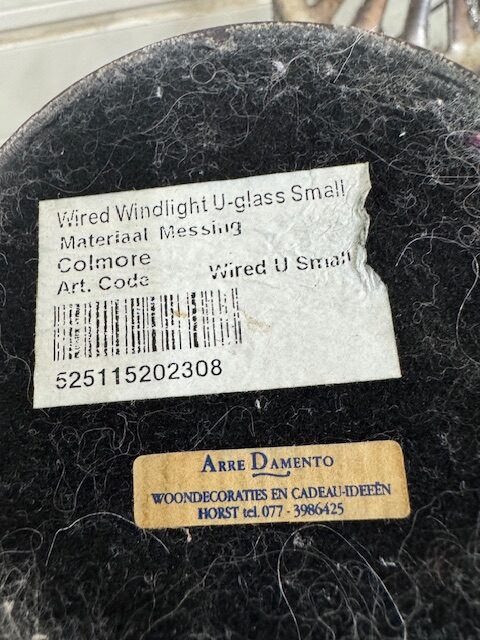 Wired Windlight U-glass Small
Materiaal Messing
Colmore
Art. Code Wired U Small
525115202308
ARRE DAMENTO
WOONDECORATIES EN CADEAU-IDEEËN
HORST tel. 077 - 3986425